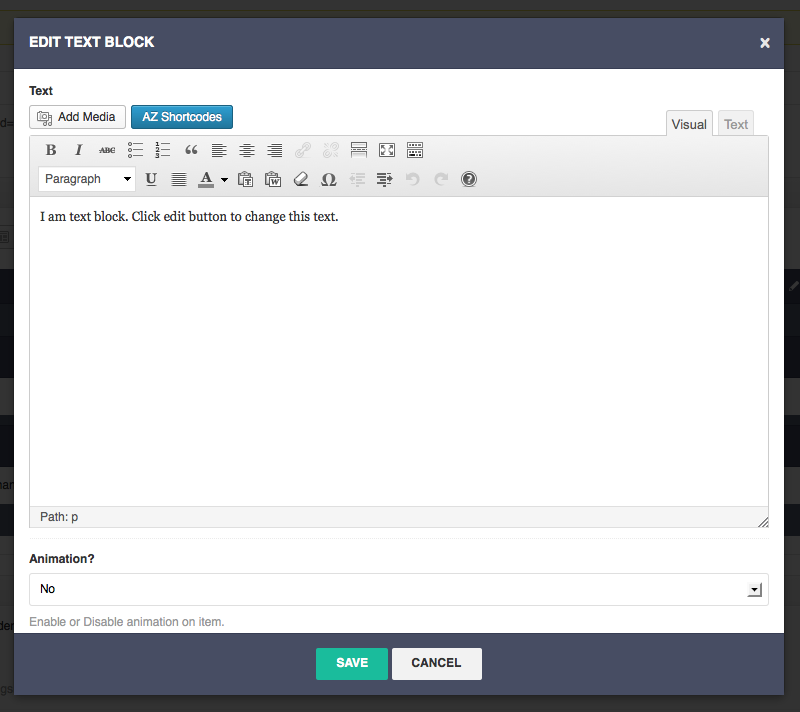 EDIT TEXT BLOCK
x
Text
Add Media
AZ Shortcodes
Visual
Text
B I ABC
Paragraph
U
A
I am text block. Click edit button to change this text.
Path: p
Animation?
No
Enable or Disable animation on item.
SAVE
CANCEL